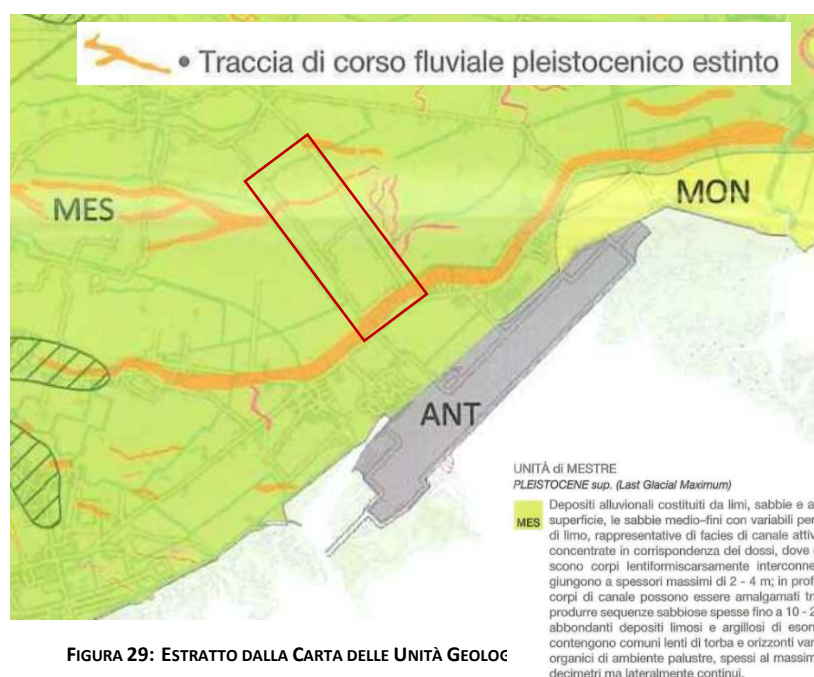 • Traccia di corso fluviale pleistocenico estinto
MES
MON
ANT
UNITÀ di MESTRE
PLEISTOCENE sup. (Last Glacial Maximum)
MES
Depositi alluvionali costituiti da limi, sabbie e a
superficie, le sabbie medio–fini con variabili per
di limo, rappresentative di facies di canale attiv
concentrate in corrispondenza dei dossi, dove
scono corpi lentiformiscarsamente interconne
giungono a spessori massimi di 2 - 4 m; in prof
corpi di canale possono essere amalgamati tra
produrre sequenze sabbiose spesse fino a 10 - 2
abbondanti depositi limosi e argillosi di eson
contengono comuni lenti di torba e orizzonti var
organici di ambiente palustre, spessi al massim
decimetri ma lateralmente continui.
FIGURA 29: ESTRATTO DALLA CARTA DELLE UNITÀ GEOLOG